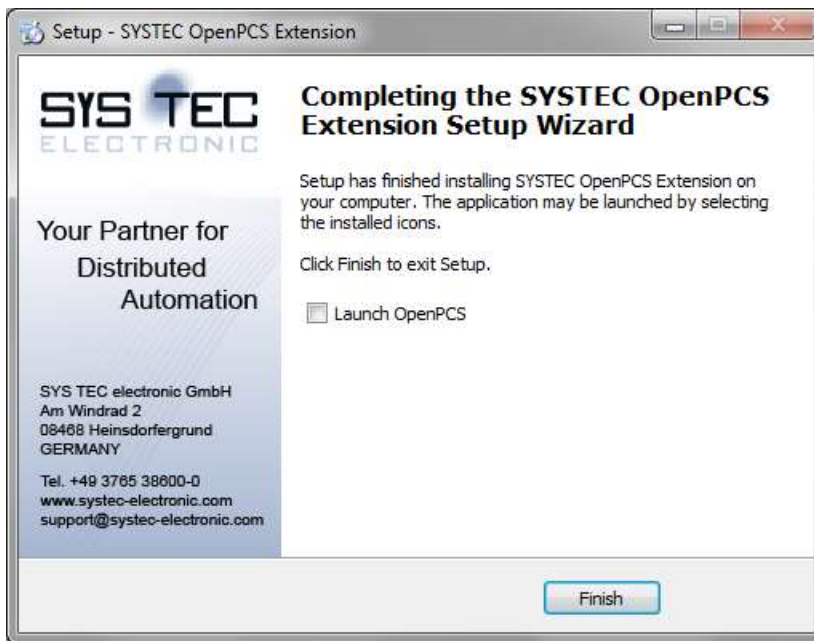 Setup - SYSTEC OpenPCS Extension
SYS TEC
ELECTRONIC
Your Partner for
Distributed
Automation
SYS TEC electronic GmbH
Am Windrad 2
08468 Heinsdorfergrund
GERMANY
Tel. +49 3765 38600-0
www.systec-electronic.com
support@systec-electronic.com
Completing the SYSTEC OpenPCS
Extension Setup Wizard
Setup has finished installing SYSTEC OpenPCS Extension on
your computer. The application may be launched by selecting
the installed icons.
Click Finish to exit Setup.
Launch OpenPCS
Finish